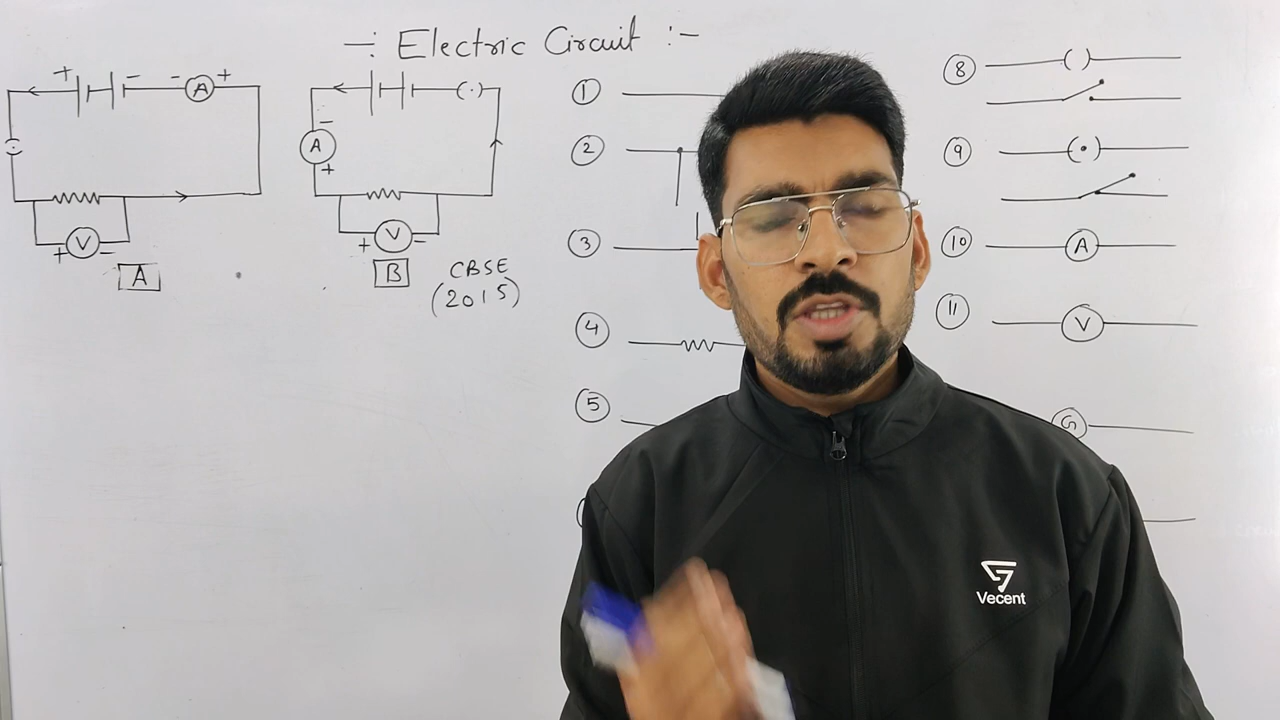 -: Electric Circuit :-
+ - - + A
+ V -
A
- A +
+ V -
B
CBSE
(2015)
1
2
3
4
5
8
9
10 A
11 V
G
Vecent